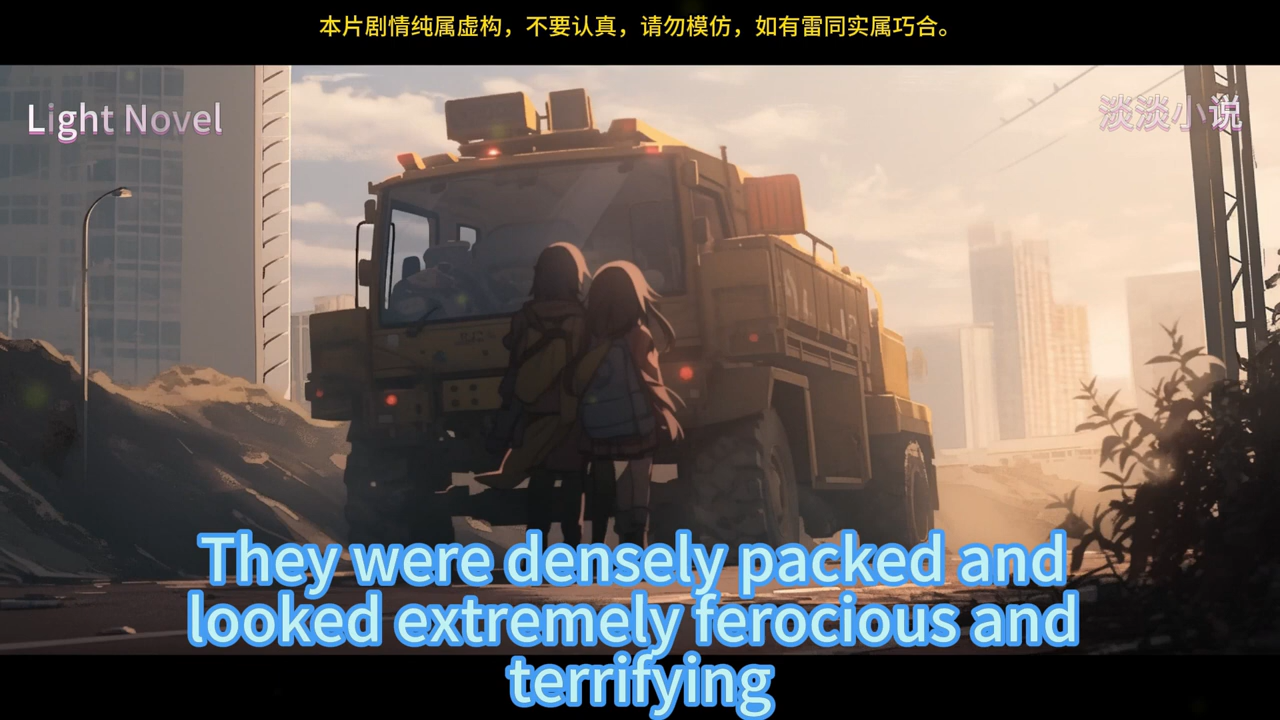 本片剧情纯属虚构，不要认真，请勿模仿，如有雷同实属巧合。
Light Novel
淡淡小说
They were densely packed and
looked extremely ferocious and
terrifying